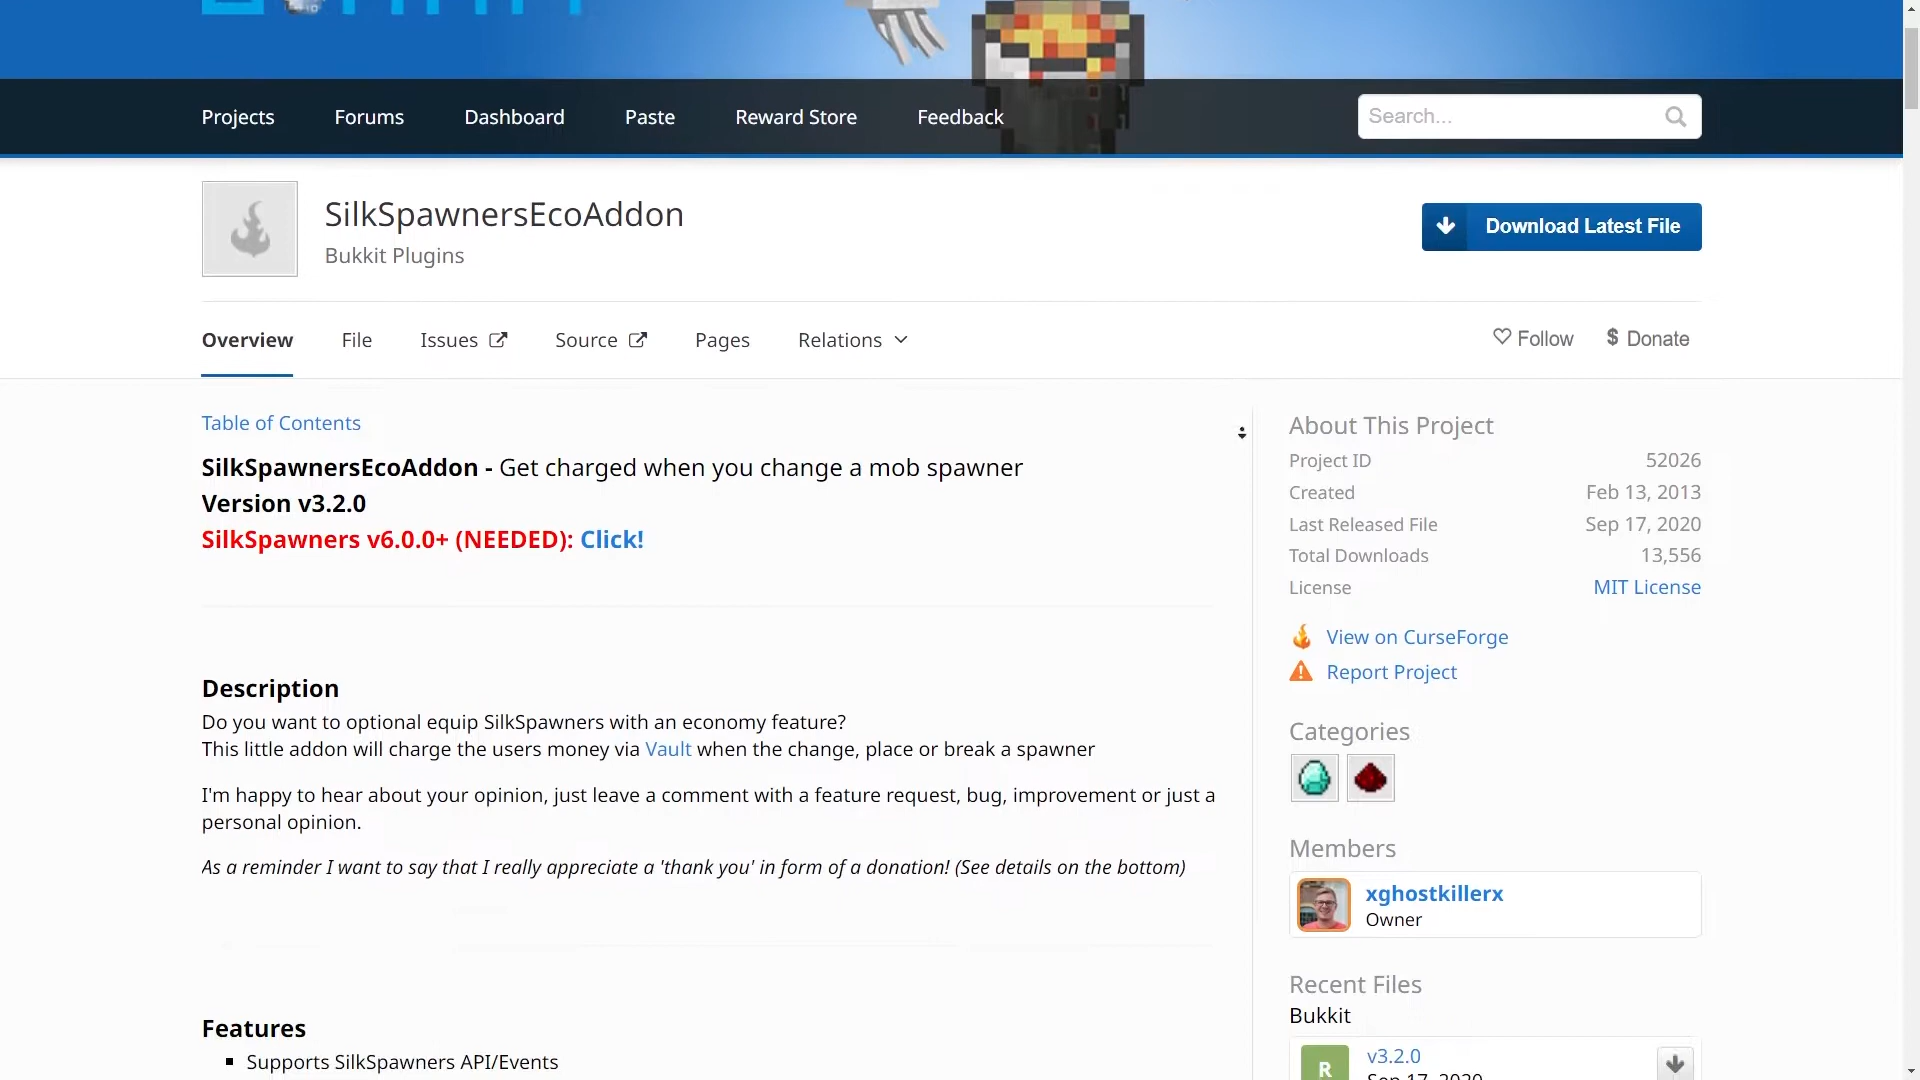 Projects
Forums
Dashboard
Paste
Reward Store
Feedback
Search...
SilkSpawnersEcoAddon
Bukkit Plugins
Download Latest File
Overview
File
Issues
Source
Pages
Relations
Follow
$ Donate
Table of Contents
SilkSpawnersEcoAddon - Get charged when you change a mob spawner
Version v3.2.0
SilkSpawners v6.0.0+ (NEEDED): Click!
Description
Do you want to optional equip SilkSpawners with an economy feature?
This little addon will charge the users money via Vault when the change, place or break a spawner
I'm happy to hear about your opinion, just leave a comment with a feature request, bug, improvement or just a
personal opinion.
As a reminder I want to say that I really appreciate a 'thank you' in form of a donation! (See details on the bottom)
Features
▪ Supports SilkSpawners API/Events
About This Project
Project ID 52026
Created Feb 13, 2013
Last Released File Sep 17, 2020
Total Downloads 13,556
License MIT License
View on CurseForge
Report Project
Categories
Members
xghostkillerx
Owner
Recent Files
Bukkit
R
v3.2.0
Sep 17, 2020